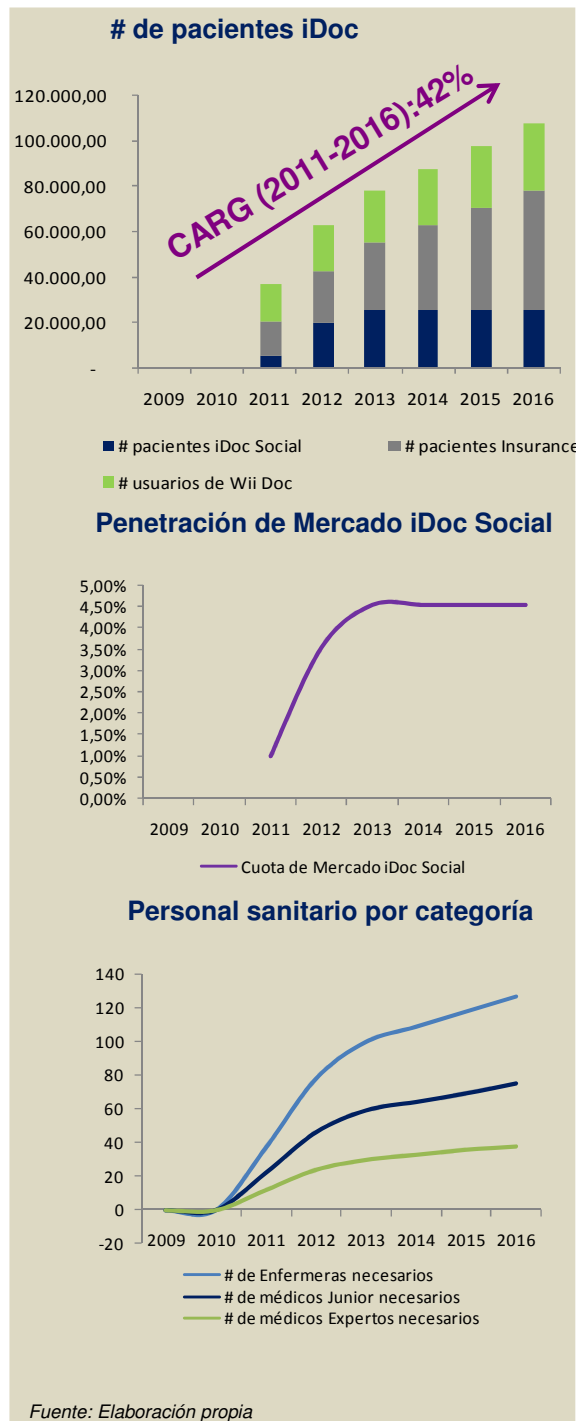 # de pacientes iDoc
CARG (2011-2016):42%
120.000,00
100.000,00
80.000,00
60.000,00
40.000,00
20.000,00
-
2009 2010 2011 2012 2013 2014 2015 2016
# pacientes iDoc Social # pacientes Insurance
# usuarios de Wii Doc
Penetración de Mercado iDoc Social
5,00%
4,50%
4,00%
3,50%
3,00%
2,50%
2,00%
1,50%
1,00%
0,50%
0,00%
2009 2010 2011 2012 2013 2014 2015 2016
Cuota de Mercado iDoc Social
Personal sanitario por categoría
140
120
100
80
60
40
20
0
-20
2009 2010 2011 2012 2013 2014 2015 2016
# de Enfermeras necesarios
# de médicos Junior necesarios
# de médicos Expertos necesarios
Fuente: Elaboración propia